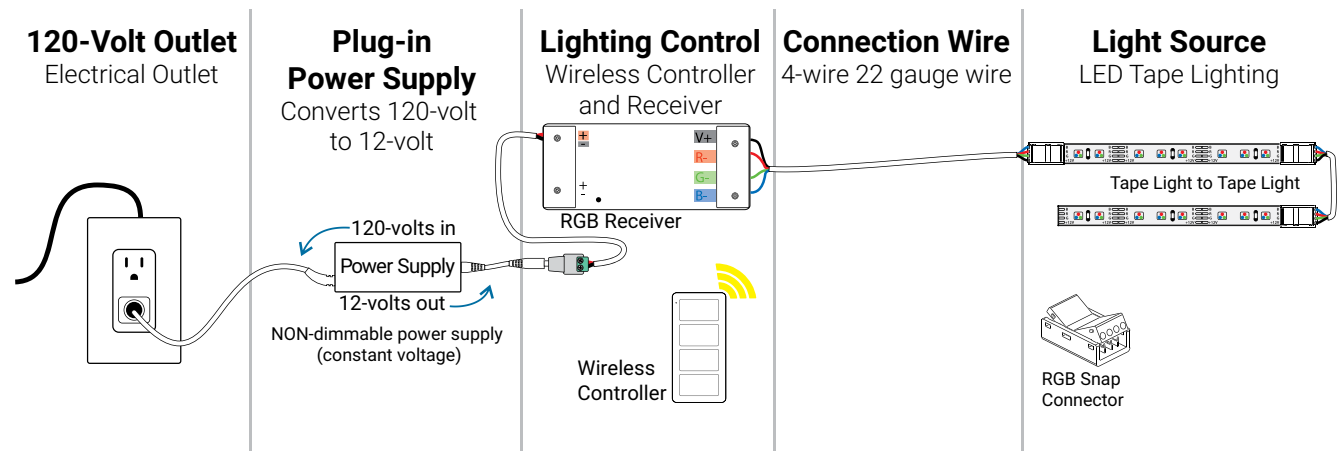 120-Volt Outlet
Electrical Outlet
Plug-in
Power Supply
Converts 120-volt
to 12-volt
120-volts in
Power Supply
12-volts out
NON-dimmable power supply
(constant voltage)
Lighting Control
Wireless Controller
and Receiver
+
-
+
-
V+
R-
G-
B-
RGB Receiver
Wireless
Controller
Connection Wire
4-wire 22 gauge wire
Light Source
LED Tape Lighting
Tape Light to Tape Light
RGB Snap
Connector